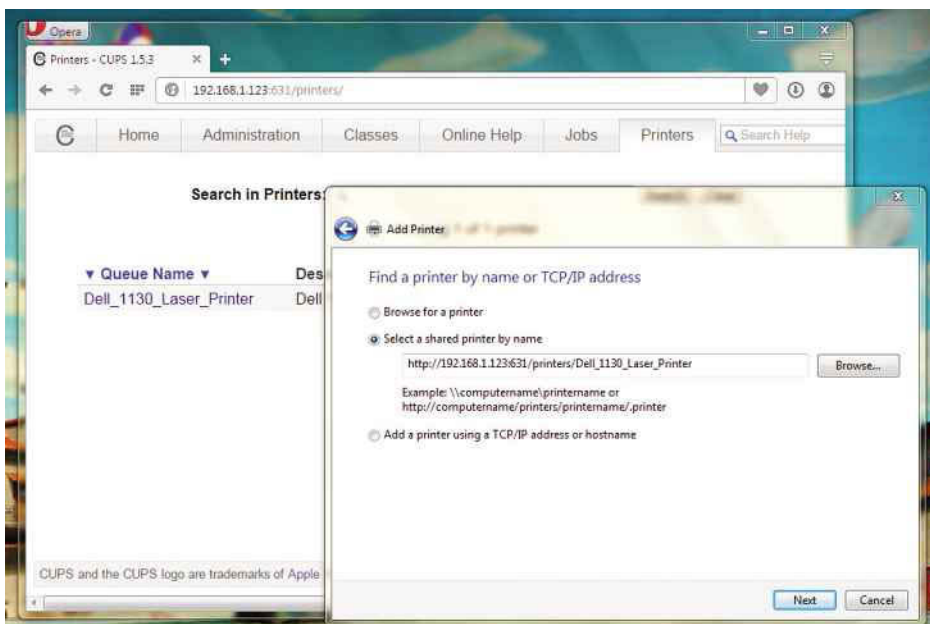 Opera
Printers - CUPS 1.5.3
192.168.1.123:631/printers/
Home Administration Classes Online Help Jobs Printers Search Help
Search in Printers:
▼ Queue Name ▼ Des
Dell_1130_Laser_Printer Dell
CUPS and the CUPS logo are trademarks of Apple
Add Printer
Find a printer by name or TCP/IP address
Browse for a printer
Select a shared printer by name
http://192.168.1.123:631/printers/Dell_1130_Laser_Printer
Browse...
Example: \\computername\printername or
http://computername/printers/printername/.printer
Add a printer using a TCP/IP address or hostname
Next Cancel